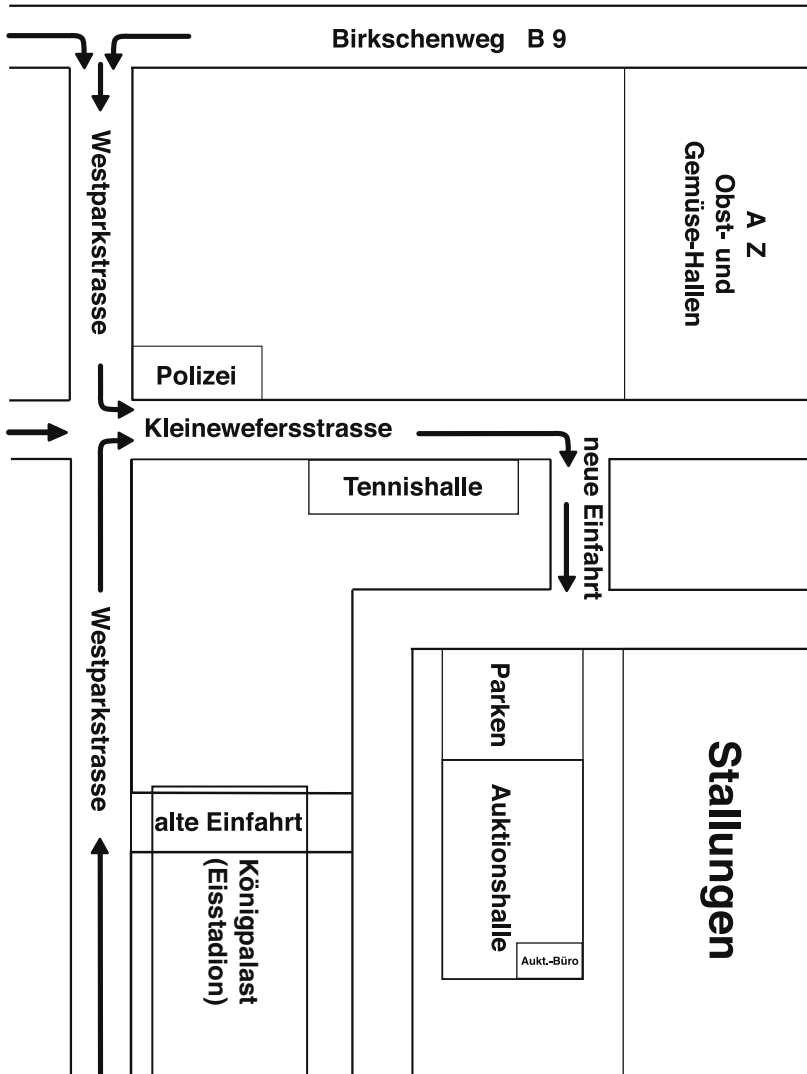 Birkschenweg B 9
Westparkstrasse
A Z
Obst- und
Gemüse-Hallen
Polizei
Kleinewefersstrasse
neue Einfahrt
Tennishalle
Westparkstrasse
Parken
Stallungen
alte Einfahrt
Auktionshalle
Königpalast
(Eisstadion)
Aukt.-Büro